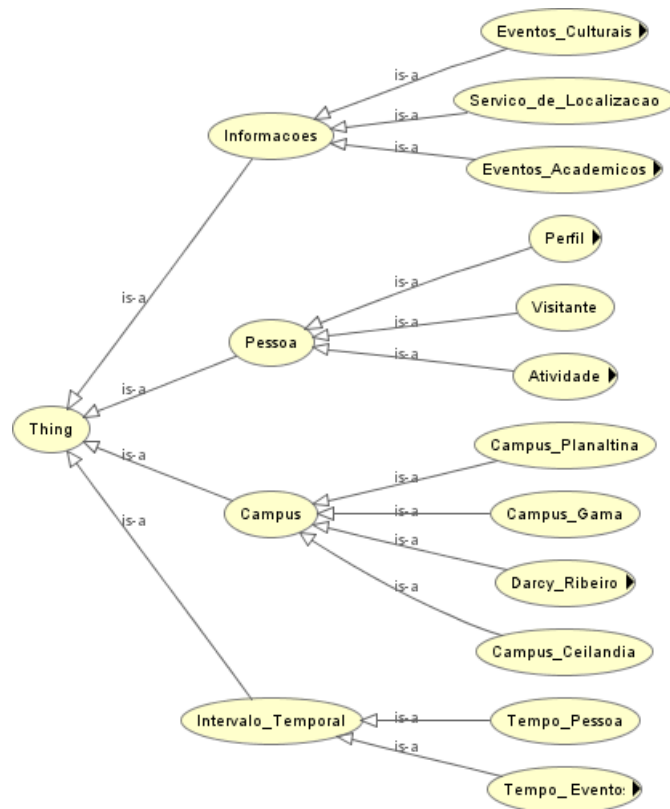 Eventos_Culturais
is-a
Servico_de_Localizacao
is-a
Informacoes
is-a
Eventos_Academicos
Perfil
is-a
is-a
Visitante
is-a
Pessoa
is-a
Atividade
is-a
Thing
Campus_Planaltina
is-a
is-a
Campus
is-a
Campus_Gama
is-a
is-a
Darcy_Ribeiro
is-a
Campus_Ceilandia
Intervalo_Temporal
is-a
Tempo_Pessoa
is-a
Tempo_Evento